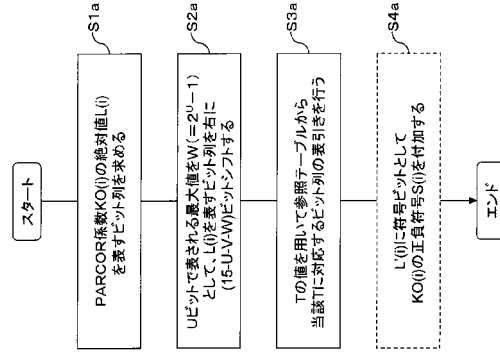 スタート
S1a
PARCOR係数KO(i)の絶対値L(i)
を表すビット列を求める
S2a
Uビットで表される最大値をW(=2^U−1)
として、L(i)を表すビット列を右に
(15-U-V-W)ビットシフトする
S3a
Tの値を用いて参照テーブルから
当該Tに対応するビット列の表引きを行う
S4a
L'(i)に符号ビットとして
KO(i)の正負符号S(i)を付加する
エンド